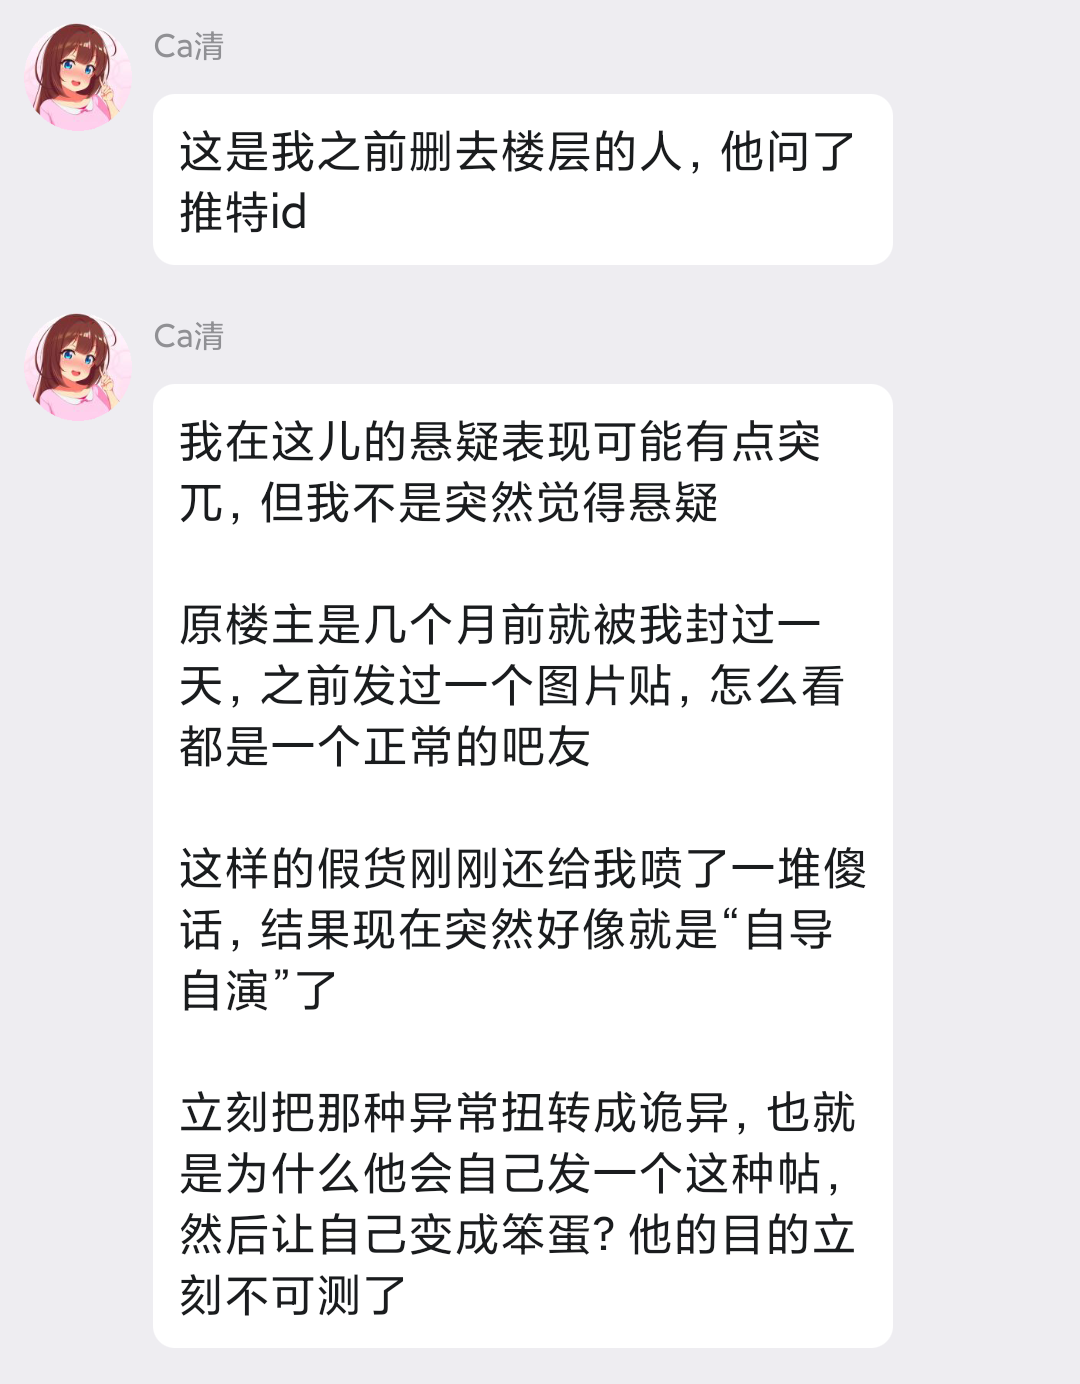 Ca清
这是我之前删去楼层的人，他问了
推特id
Ca清
我在这儿的悬疑表现可能有点突
兀，但我不是突然觉得悬疑
原楼主是几个月前就被我封过一
天，之前发过一个图片贴，怎么看
都是一个正常的吧友
这样的假货刚刚还给我喷了一堆傻
话，结果现在突然好像就是“自导
自演”了
立刻把那种异常扭转成诡异，也就
是为什么他会自己发一个这种帖，
然后让自己变成笨蛋？他的目的立
刻不可测了